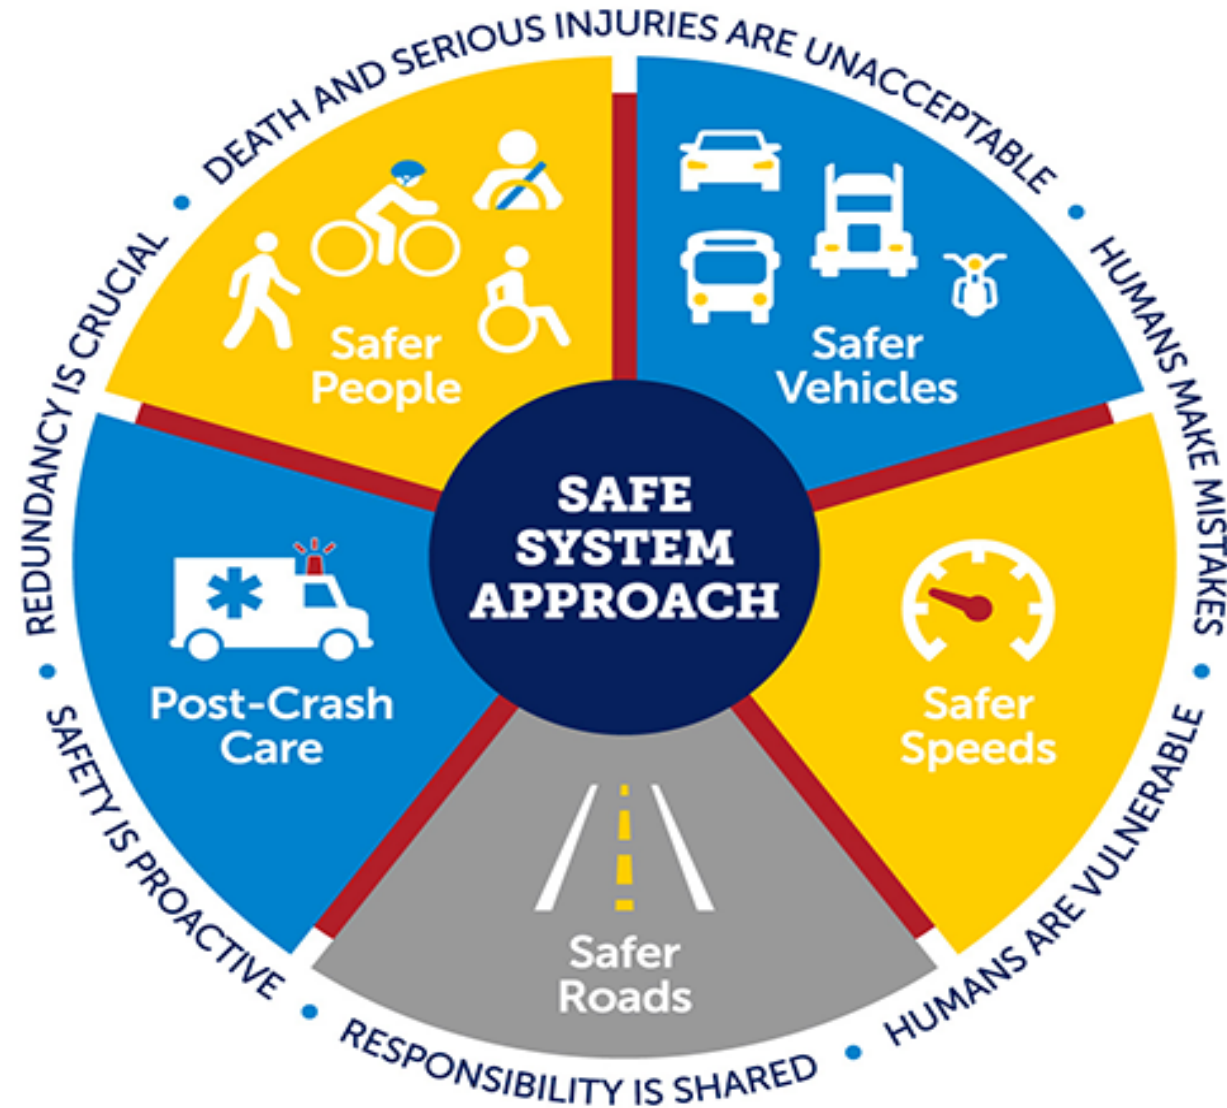 DEATH AND SERIOUS INJURIES ARE UNACCEPTABLE
HUMANS MAKE MISTAKES
HUMANS ARE VULNERABLE
RESPONSIBILITY IS SHARED
SAFETY IS PROACTIVE
REDUNDANCY IS CRUCIAL
Safer
People
Safer
Vehicles
SAFE
SYSTEM
APPROACH
Post-Crash
Care
Safer
Speeds
Safer
Roads